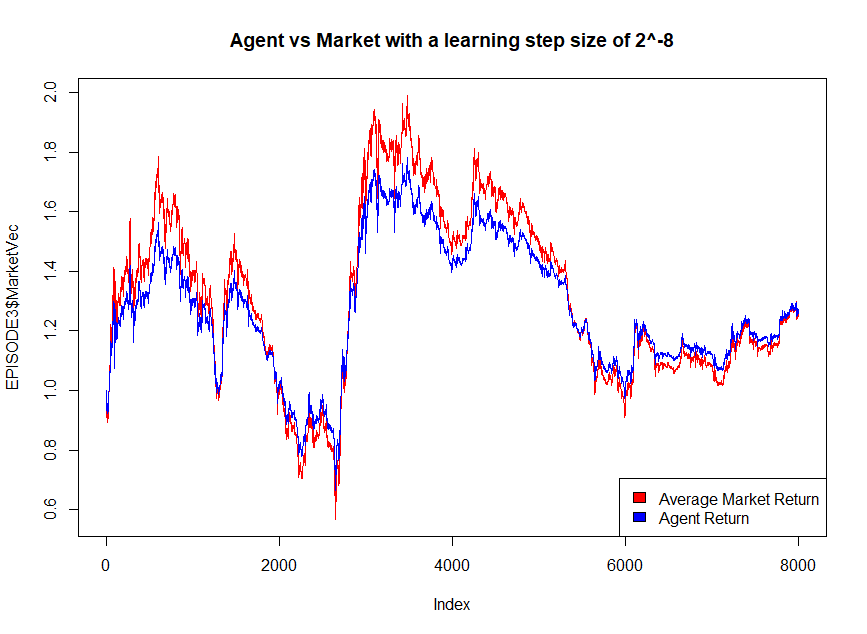 Agent vs Market with a learning step size of 2^-8
EPISODE3$MarketVec
2.0
1.8
1.6
1.4
1.2
1.0
0.8
0.6
Average Market Return
Agent Return
0 2000 4000 6000 8000
Index